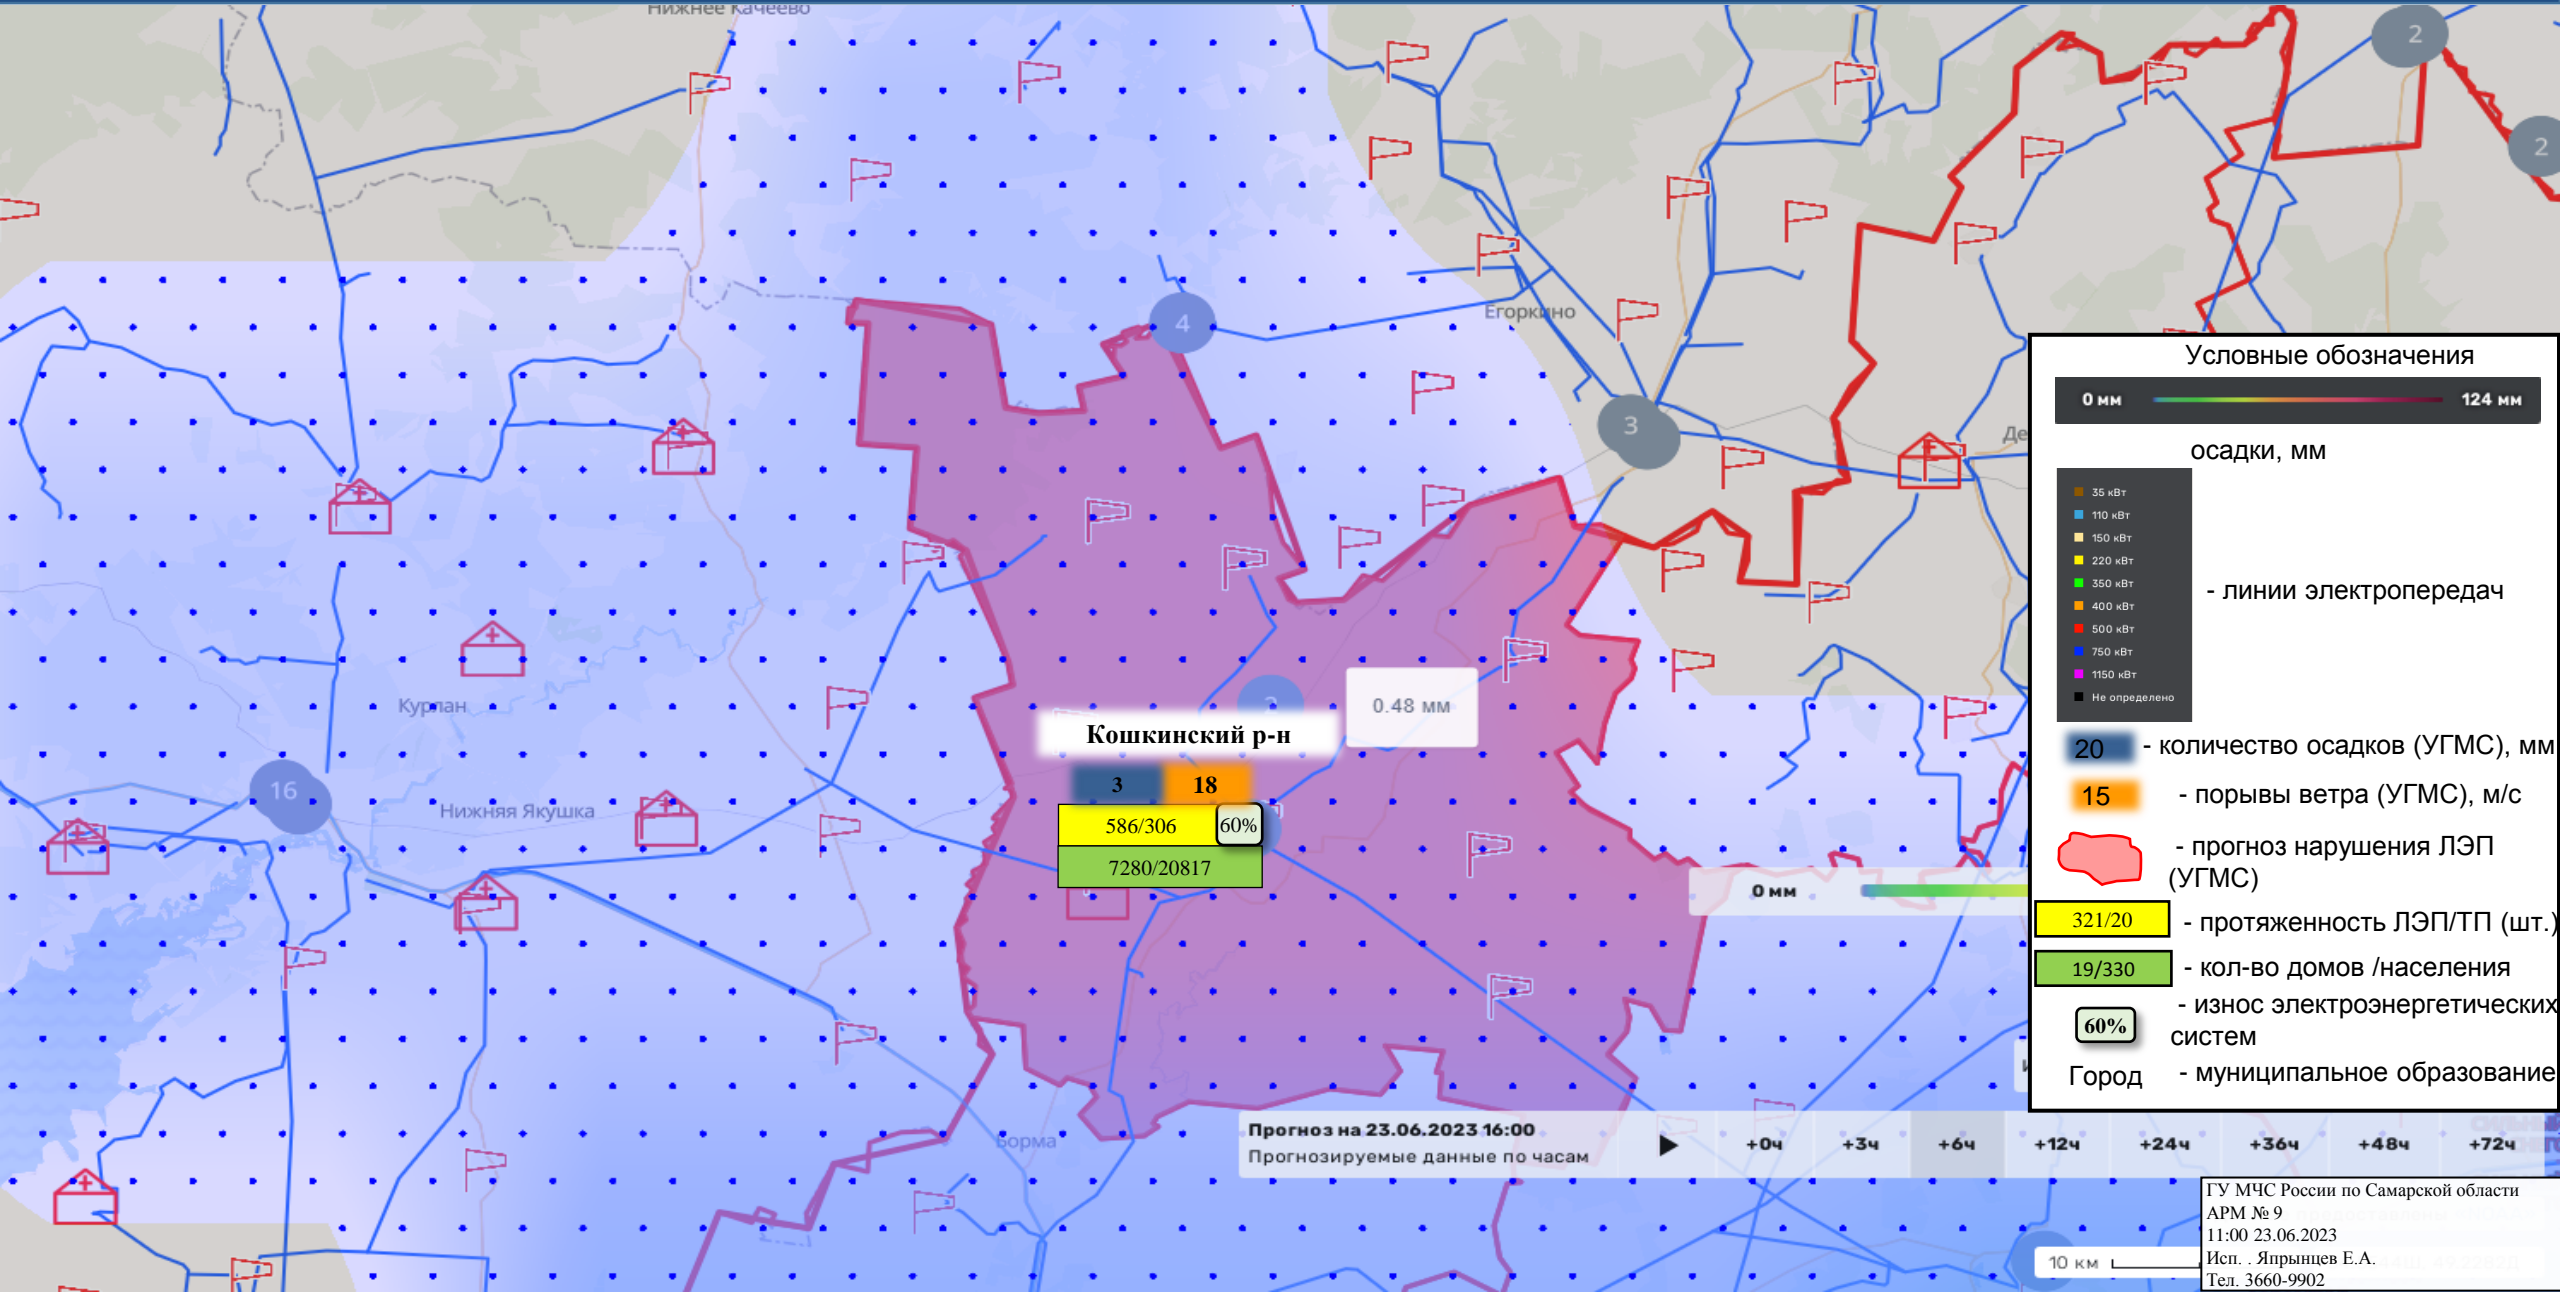 Нижнее Качеево
2
2
4
Егоркино
3
Де
Курлан
16
Нижняя Якушка
Борма
0.48 мм
Кошкинский р-н
3
18
586/306
60%
7280/20817
0 мм
Условные обозначения
0 мм
124 мм
осадки, мм
35 кВт
110 кВт
150 кВт
220 кВт
350 кВт
400 кВт
500 кВт
750 кВт
1150 кВт
Не определено
- линии электропередач
20 - количество осадков (УГМС), мм
15 - порывы ветра (УГМС), м/с
- прогноз нарушения ЛЭП
(УГМС)
321/20 - протяженность ЛЭП/ТП (шт.)
19/330 - кол-во домов /населения
- износ электроэнергетических
60% систем
Город - муниципальное образование
Прогноз на 23.06.2023 16:00
Прогнозируемые данные по часам
+0ч +3ч +6ч +12ч +24ч +36ч +48ч +72ч
10 км
ГУ МЧС России по Самарской области
АРМ № 9
11:00 23.06.2023
Исп. . Япрынцев Е.А.
Тел. 3660-9902